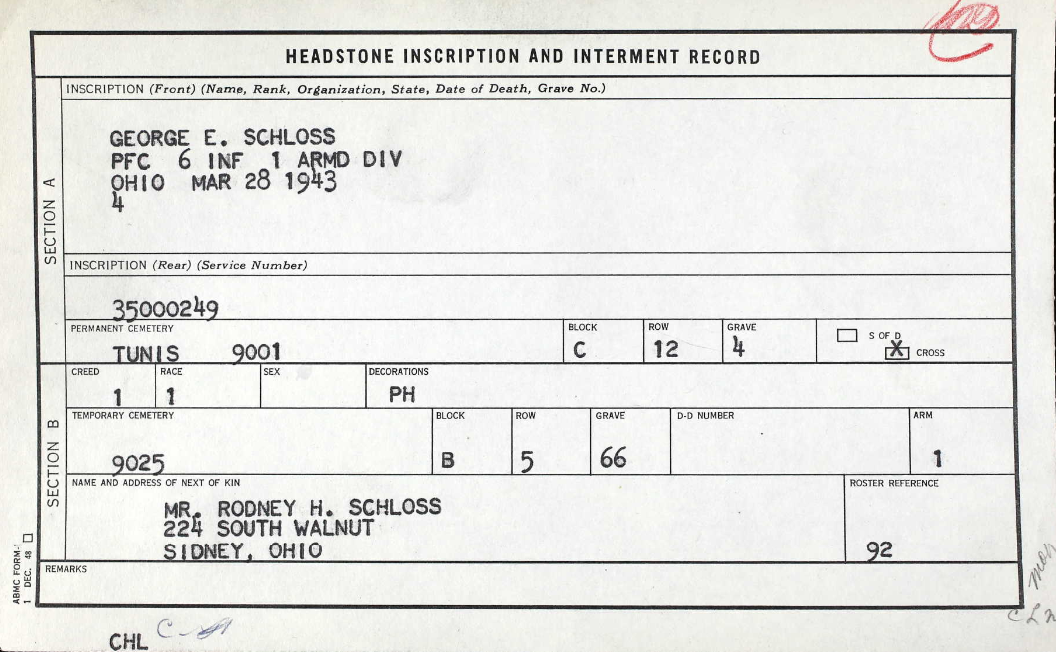 HEADSTONE INSCRIPTION AND INTERMENT RECORD
SECTION A
INSCRIPTION (Front) (Name, Rank, Organization, State, Date of Death, Grave No.)
GEORGE E. SCHLOSS
PFC 6 INF 1 ARMD DIV
OHIO MAR 28 1943
4
INSCRIPTION (Rear) (Service Number)
35000249
PERMANENT CEMETERY BLOCK ROW GRAVE S OF D
TUNIS 9001 C 12 4 X CROSS
SECTION B
CREED RACE SEX DECORATIONS
1 1 PH
TEMPORARY CEMETERY BLOCK ROW GRAVE D-D NUMBER ARM
9025 B 5 66 1
NAME AND ADDRESS OF NEXT OF KIN ROSTER REFERENCE
MR. RODNEY H. SCHLOSS
224 SOUTH WALNUT
SIDNEY, OHIO 92
REMARKS
ABMC FORM-
1 DEC. 48
CHL